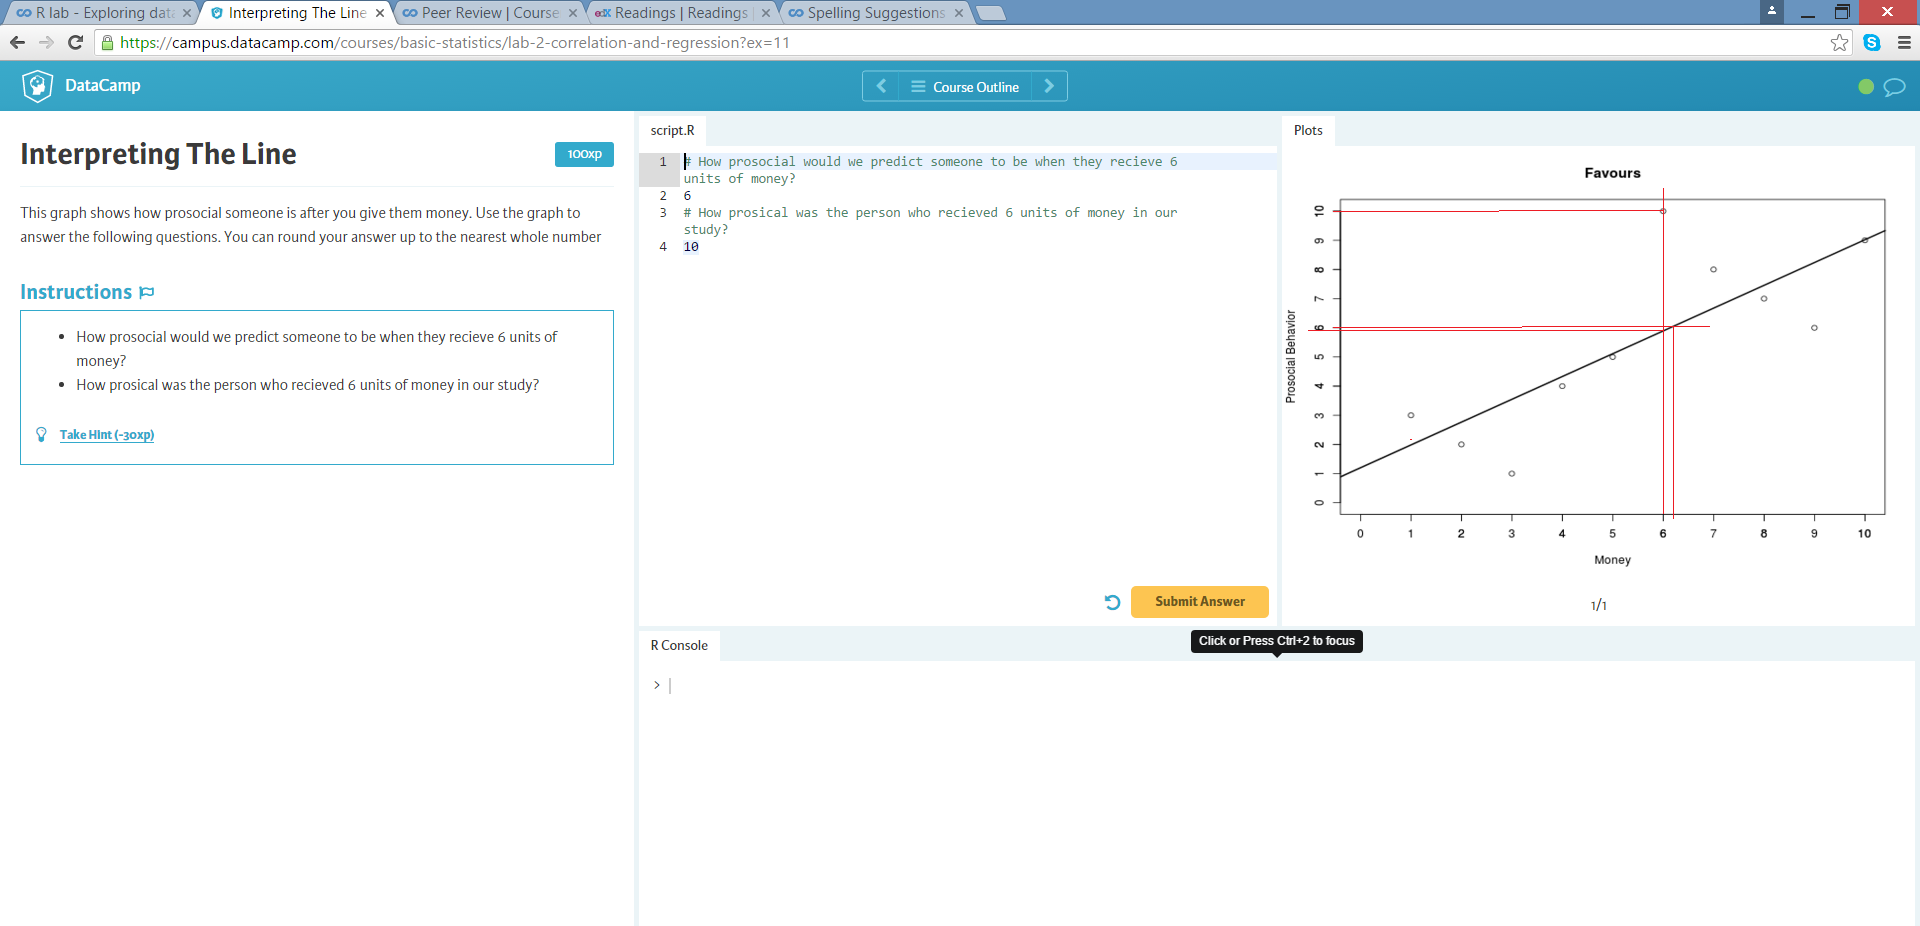 R lab - Exploring data
Interpreting The Line
Peer Review | Course
edX Readings | Readings
Spelling Suggestions
https://campus.datacamp.com/courses/basic-statistics/lab-2-correlation-and-regression?ex=11
DataCamp
Course Outline
Interpreting The Line
100xp
This graph shows how prosocial someone is after you give them money. Use the graph to
answer the following questions. You can round your answer up to the nearest whole number
Instructions
How prosocial would we predict someone to be when they recieve 6 units of
money?
How prosical was the person who recieved 6 units of money in our study?
Take Hint (-30xp)
script.R
1 # How prosocial would we predict someone to be when they recieve 6
units of money?
2 6
3 # How prosical was the person who recieved 6 units of money in our
study?
4 10
Submit Answer
Plots
Favours
Prosocial Behavior
10
9
8
7
6
5
4
3
2
1
0
0 1 2 3 4 5 6 7 8 9 10
Money
1/1
Click or Press Ctrl+2 to focus
R Console
>